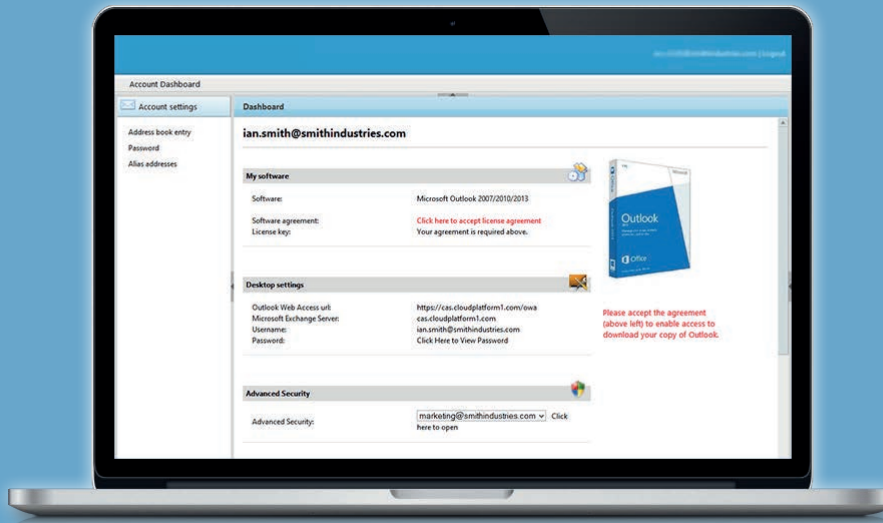 | Logout
Account Dashboard
Account settings
Dashboard
Address book entry
Password
Alias addresses
ian.smith@smithindustries.com
My software
Software:
Microsoft Outlook 2007/2010/2013
Software agreement:
Click here to accept license agreement
License key:
Your agreement is required above.
Microsoft
Outlook
Office
Please accept the agreement
(above left) to enable access to
download your copy of Outlook.
Desktop settings
Outlook Web Access url:
https://cas.cloudplatform1.com/owa
Microsoft Exchange Server:
cas.cloudplatform1.com
Username:
ian.smith@smithindustries.com
Password:
Click Here to View Password
Advanced Security
Advanced Security:
marketing@smithindustries.com Click
here to open